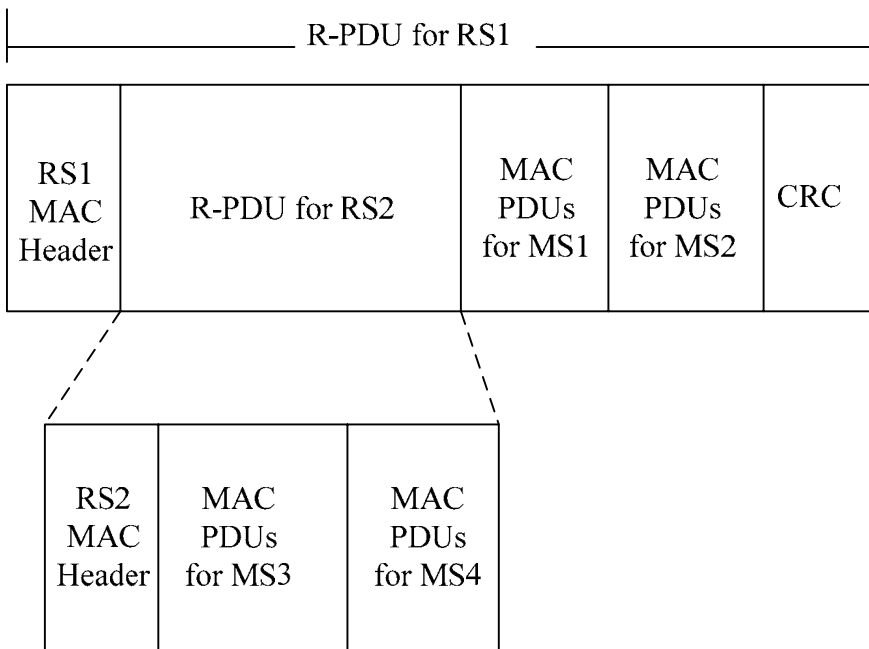 R-PDU for RS1
RS1
MAC
Header
R-PDU for RS2
MAC
PDUs
for MS1
MAC
PDUs
for MS2
CRC
RS2
MAC
Header
MAC
PDUs
for MS3
MAC
PDUs
for MS4